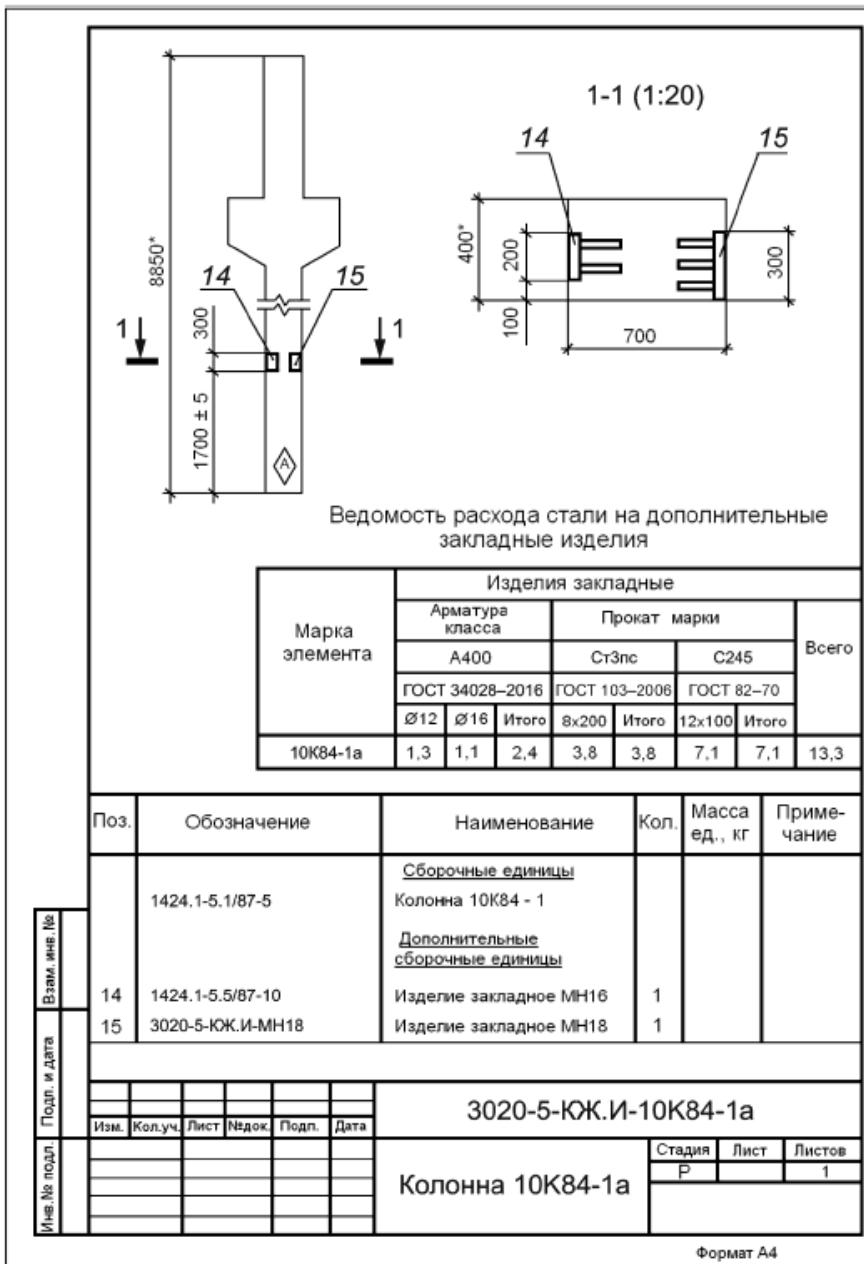 1-1 (1:20)
14
15
8850*
14
15
300
1
1
1700 ± 5
А
400*
200
100
300
700
Ведомость расхода стали на дополнительные
закладные изделия
Марка
элемента
Изделия закладные
Арматура
класса
Прокат марки
Всего
А400
Ст3пс
С245
ГОСТ 34028–2016
ГОСТ 103–2006
ГОСТ 82–70
Ø12
Ø16
Итого
8х200
Итого
12х100
Итого
10К84-1а
1,3
1,1
2,4
3,8
3,8
7,1
7,1
13,3
Поз.
Обозначение
Наименование
Кол.
Масса
ед., кг
Приме-
чание
Сборочные единицы
1424.1-5.1/87-5
Колонна 10К84 - 1
Дополнительные
сборочные единицы
14
1424.1-5.5/87-10
Изделие закладное МН16
1
15
3020-5-КЖ.И-МН18
Изделие закладное МН18
1
Взам. инв.№
Подп. и дата
Инв.№ подл.
Изм.
Кол.уч.
Лист
№док.
Подп.
Дата
3020-5-КЖ.И-10К84-1а
Колонна 10К84-1а
Стадия
Лист
Листов
Р
1
Формат А4